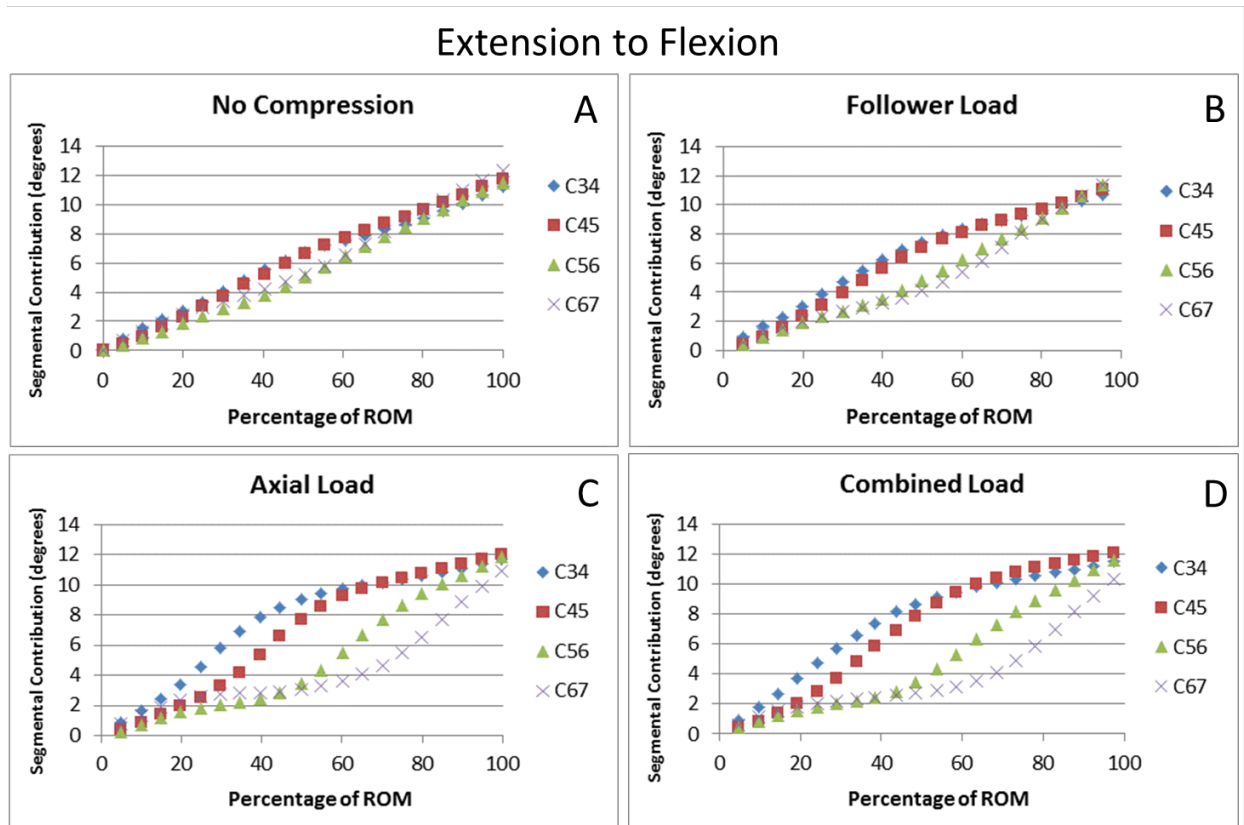 Extension to Flexion
No Compression
A
Segmental Contribution (degrees)
14
12
10
8
6
4
2
0
0 20 40 60 80 100
Percentage of ROM
C34
C45
C56
C67
Follower Load
B
Segmental Contribution (degrees)
14
12
10
8
6
4
2
0
0 20 40 60 80 100
Percentage of ROM
C34
C45
C56
C67
Axial Load
C
Segmental Contribution (degrees)
14
12
10
8
6
4
2
0
0 20 40 60 80 100
Percentage of ROM
C34
C45
C56
C67
Combined Load
D
Segmental Contribution (degrees)
14
12
10
8
6
4
2
0
0 20 40 60 80 100
Percentage of ROM
C34
C45
C56
C67